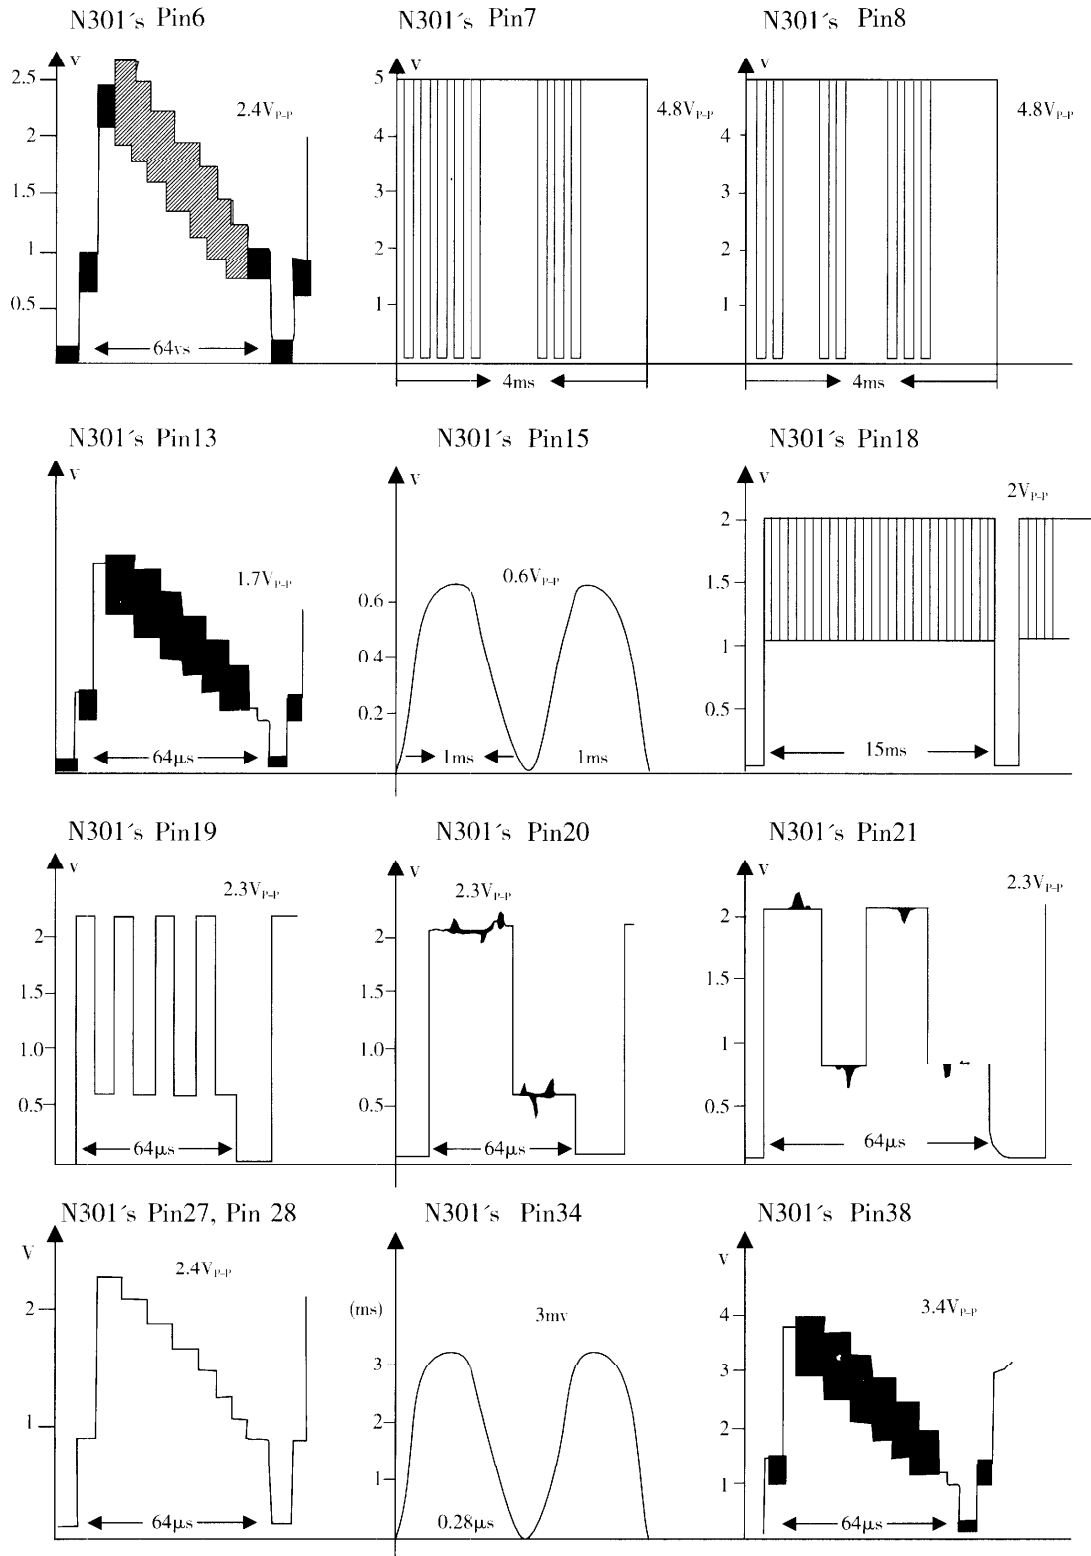 N301´s Pin6
N301´s Pin7
N301´s Pin8
v
2.5
2
1.5
1
0.5
2.4VP-P
64vs
v
5
4
3
2
1
4.8VP-P
4ms
v
4
3
2
1
4.8VP-P
4ms
N301´s Pin13
N301´s Pin15
N301´s Pin18
v
1.7VP-P
64μs
v
0.6
0.4
0.2
0.6VP-P
1ms
1ms
v
2
1.5
1
0.5
2VP-P
15ms
N301´s Pin19
N301´s Pin20
N301´s Pin21
v
2
1.5
1.0
0.5
2.3VP-P
64μs
v
2
1.5
1.0
0.5
2.3VP-P
64μs
v
2
1.5
1
0.5
2.3VP-P
64μs
N301´s Pin27, Pin 28
N301´s Pin34
N301´s Pin38
V
2
1
2.4VP-P
64μs
(ms)
3
2
1
3mv
0.28μs
v
4
3
2
1
3.4VP-P
64μs